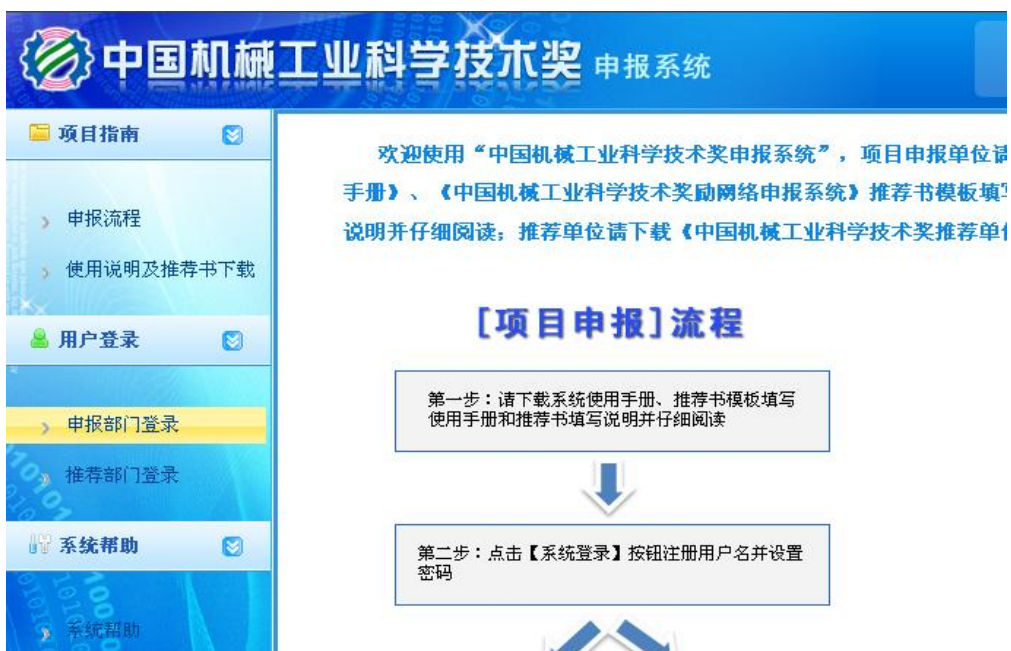 中国机械工业科学技术奖 申报系统
项目指南
申报流程
使用说明及推荐书下载
用户登录
申报部门登录
推荐部门登录
系统帮助
系统帮助
欢迎使用“中国机械工业科学技术奖申报系统”，项目申报单位请
手册》、《中国机械工业科学技术奖励网络申报系统》推荐书模板填
说明并仔细阅读；推荐单位请下载《中国机械工业科学技术奖推荐单
[项目申报]流程
第一步：请下载系统使用手册、推荐书模板填写
使用手册和推荐书填写说明并仔细阅读
第二步：点击【系统登录】按钮注册用户名并设置
密码